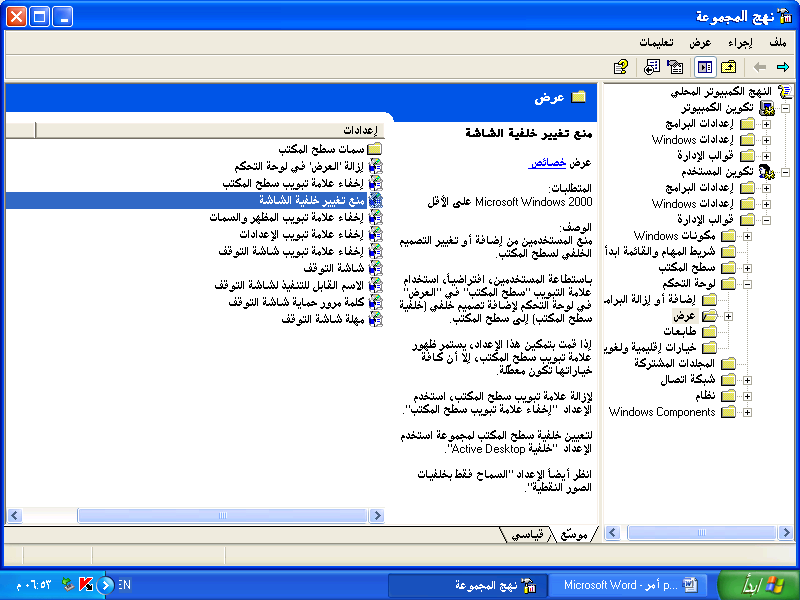 نهج المجموعة
ملف إجراء عرض تعليمات
النهج الكمبيوتر المحلي
تكوين الكمبيوتر
إعدادات البرامج
إعدادات Windows
قوالب الإدارة
تكوين المستخدم
إعدادات البرامج
إعدادات Windows
قوالب الإدارة
مكونات Windows
شريط المهام والقائمة ابدأ
سطح المكتب
لوحة التحكم
إضافة أو إزالة البرامـ
عرض
طابعات
خيارات إقليمية ولغويـ
المجلدات المشتركة
شبكة اتصال
نظام
Windows Components
عرض
منع تغيير خلفية الشاشة
عرض خصائص
المتطلبات:
Microsoft Windows 2000 على الأقل
الوصف:
منع المستخدمين من إضافة أو تغيير التصميم
الخلفي لسطح المكتب.
باستطاعة المستخدمين، افتراضياً، استخدام
علامة التبويب "سطح المكتب" في "العرض"
في لوحة التحكم لإضافة تصميم خلفي (خلفية
سطح المكتب) إلى سطح المكتب.
إذا قمت بتمكين هذا الإعداد، يستمر ظهور
علامة تبويب سطح المكتب، إلا أن كافة
خياراتها تكون معطلة.
لإزالة علامة تبويب سطح المكتب، استخدم
الإعداد "إخفاء علامة تبويب سطح المكتب".
لتعيين خلفية سطح المكتب لمجموعة استخدم
الإعداد "خلفية Active Desktop".
انظر أيضاً الإعداد "السماح فقط بخلفيات
الصور النقطية".
إعدادات
سمات سطح المكتب
إزالة 'العرض' في لوحة التحكم
إخفاء علامة تبويب سطح المكتب
منع تغيير خلفية الشاشة
إخفاء علامة تبويب المظهر والسمات
إخفاء علامة تبويب الإعدادات
إخفاء علامة تبويب شاشة التوقف
شاشة التوقف
الاسم القابل للتنفيذ لشاشة التوقف
كلمة مرور حماية شاشة التوقف
مهلة شاشة التوقف
موسّع قياسي
ابدأ
أمر p... - Microsoft Word
نهج المجموعة
EN
٠٦:٥٣ م